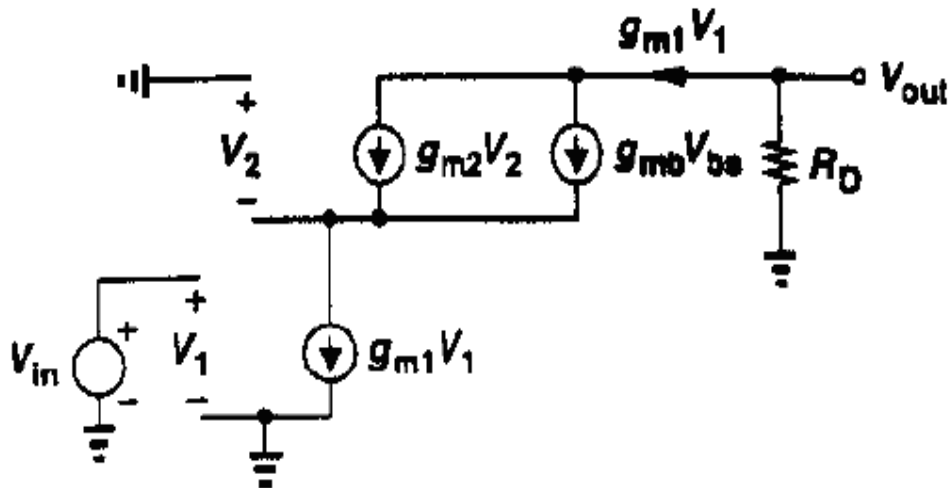 gm1V1
Vout
+
V2
-
gm2V2
gmbVbs
RD
+
V1
-
Vin
+
-
gm1V1